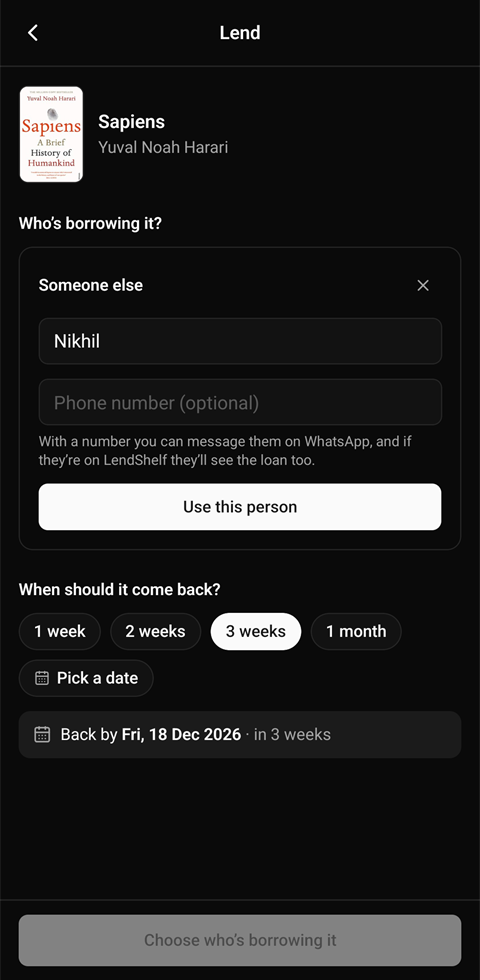 Lend
Yuval Noah Harari
Sapiens
A Brief
History of
Humankind
Sapiens
Yuval Noah Harari
Who's borrowing it?
Someone else
Nikhil
Phone number (optional)
With a number you can message them on WhatsApp, and if
they're on LendShelf they'll see the loan too.
Use this person
When should it come back?
1 week
2 weeks
3 weeks
1 month
Pick a date
Back by Fri, 18 Dec 2026 · in 3 weeks
Choose who's borrowing it